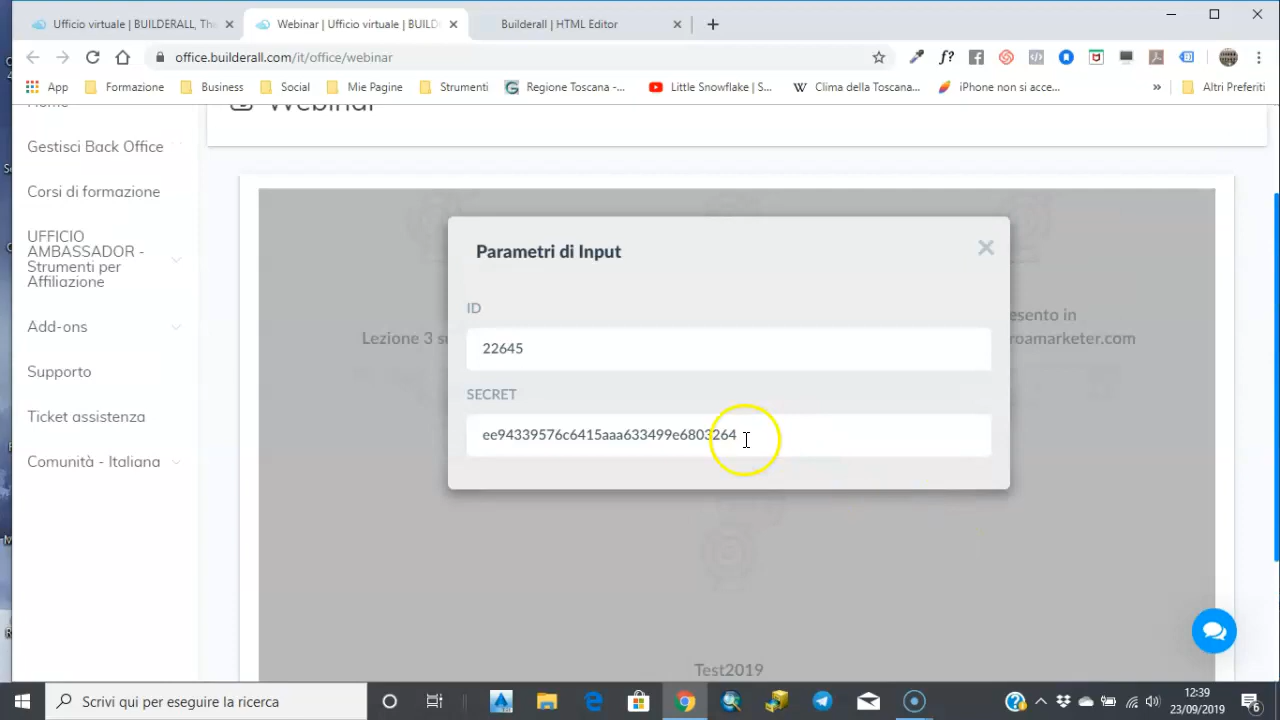 Ufficio virtuale | BUILDERALL, Th
Webinar | Ufficio virtuale | BUILD
Builderall | HTML Editor
office.builderall.com/it/office/webinar
f?
App
Formazione
Business
Social
Mie Pagine
Strumenti
Regione Toscana -...
Little Snowflake | S...
Clima della Toscana...
iPhone non si acce...
»
Altri Preferiti
Home
Gestisci Back Office
Corsi di formazione
UFFICIO
AMBASSADOR -
Strumenti per
Affiliazione
Add-ons
Supporto
Ticket assistenza
Comunità - Italiana
Webinar
Parametri di Input
ID
22645
SECRET
ee94339576c6415aaa633499e6803264
Lezione 3 su
esento in
roamarketer.com
Test2019
Scrivi qui per eseguire la ricerca
12:39
23/09/2019
6